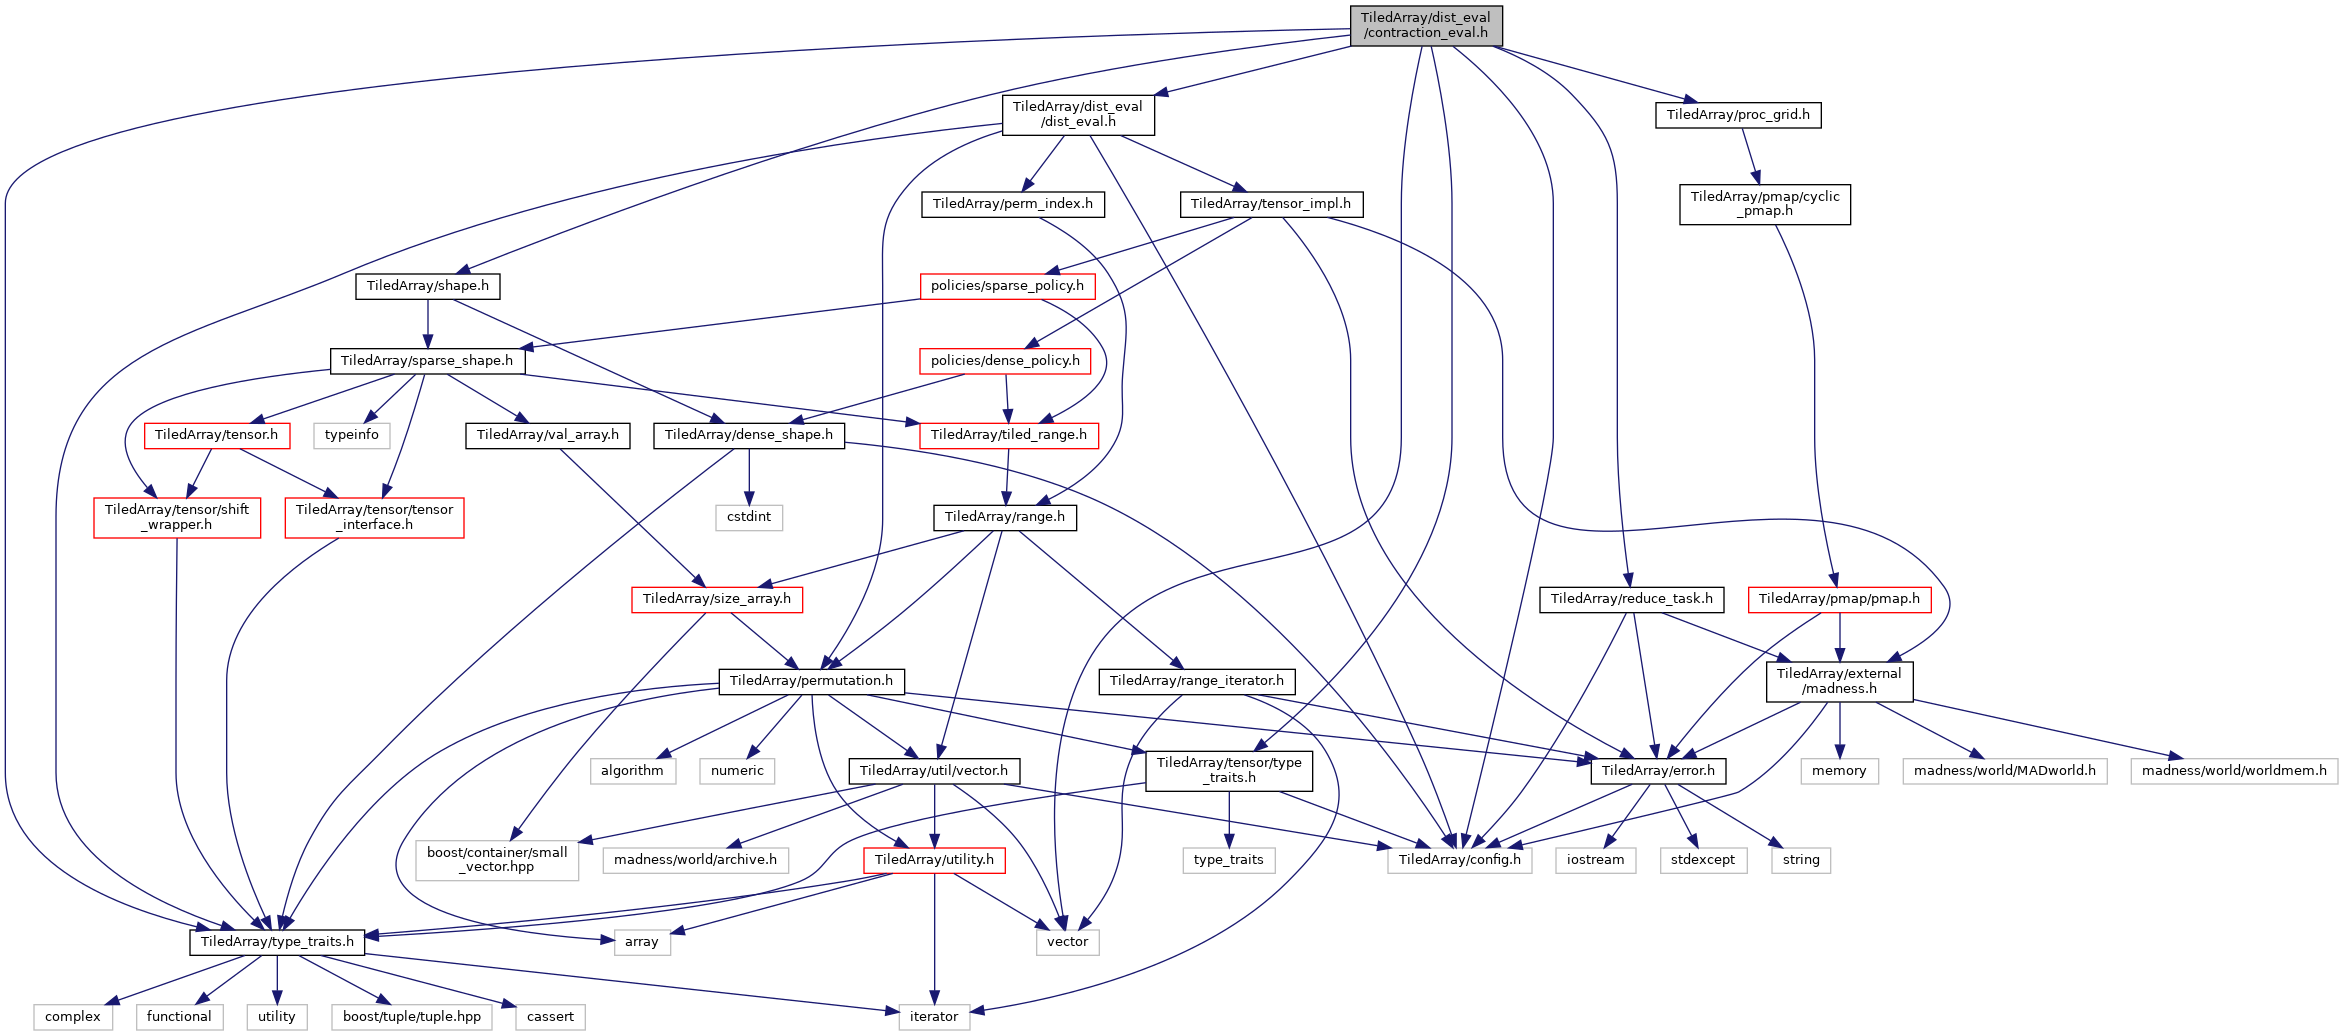 TiledArray/dist_eval
/contraction_eval.h
TiledArray/dist_eval
/dist_eval.h
TiledArray/proc_grid.h
TiledArray/perm_index.h
TiledArray/tensor_impl.h
TiledArray/pmap/cyclic
_pmap.h
TiledArray/shape.h
policies/sparse_policy.h
TiledArray/sparse_shape.h
policies/dense_policy.h
TiledArray/tensor.h
typeinfo
TiledArray/val_array.h
TiledArray/dense_shape.h
TiledArray/tiled_range.h
TiledArray/tensor/shift
_wrapper.h
TiledArray/tensor/tensor
_interface.h
cstdint
TiledArray/range.h
TiledArray/size_array.h
TiledArray/reduce_task.h
TiledArray/pmap/pmap.h
TiledArray/permutation.h
TiledArray/range_iterator.h
TiledArray/external
/madness.h
algorithm
numeric
TiledArray/util/vector.h
TiledArray/tensor/type
_traits.h
TiledArray/error.h
memory
madness/world/MADworld.h
madness/world/worldmem.h
boost/container/small
_vector.hpp
madness/world/archive.h
TiledArray/utility.h
type_traits
TiledArray/config.h
iostream
stdexcept
string
TiledArray/type_traits.h
array
vector
complex
functional
utility
boost/tuple/tuple.hpp
cassert
iterator